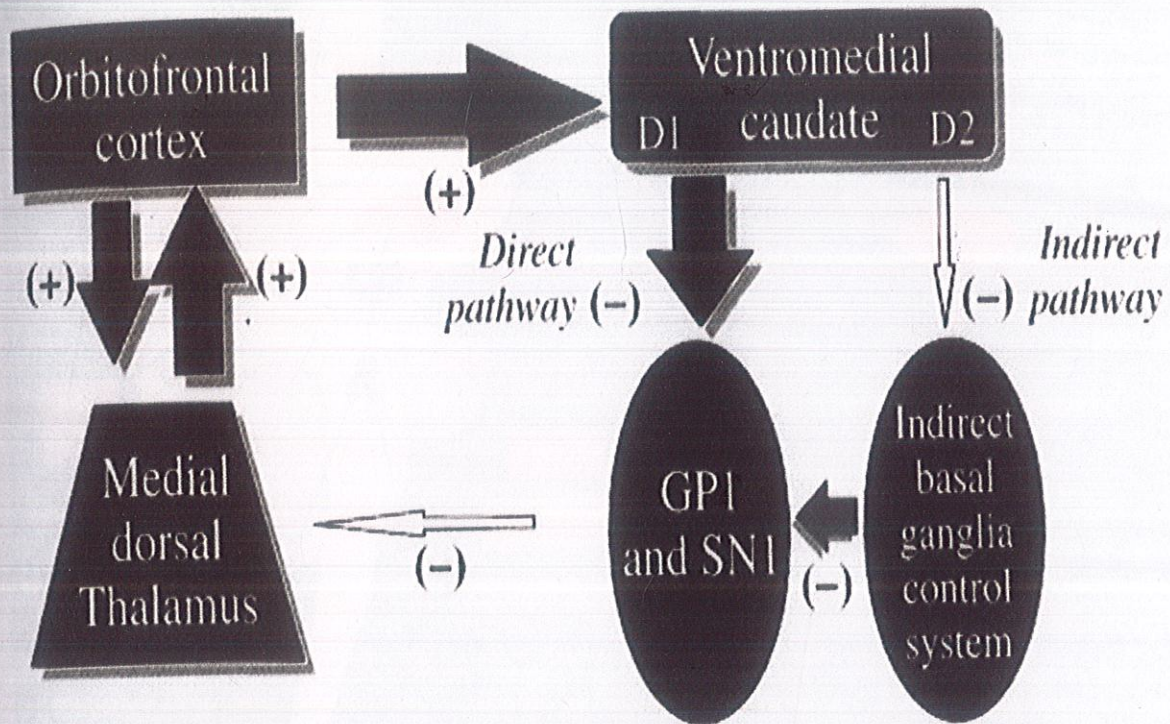 Orbitofrontal
cortex
(+)
Ventromedial
caudate
D1
D2
(+)
(+)
Direct
pathway (–)
Indirect
(–) pathway
Medial
dorsal
Thalamus
(–)
GP1
and SN1
(–)
Indirect
basal
ganglia
control
system